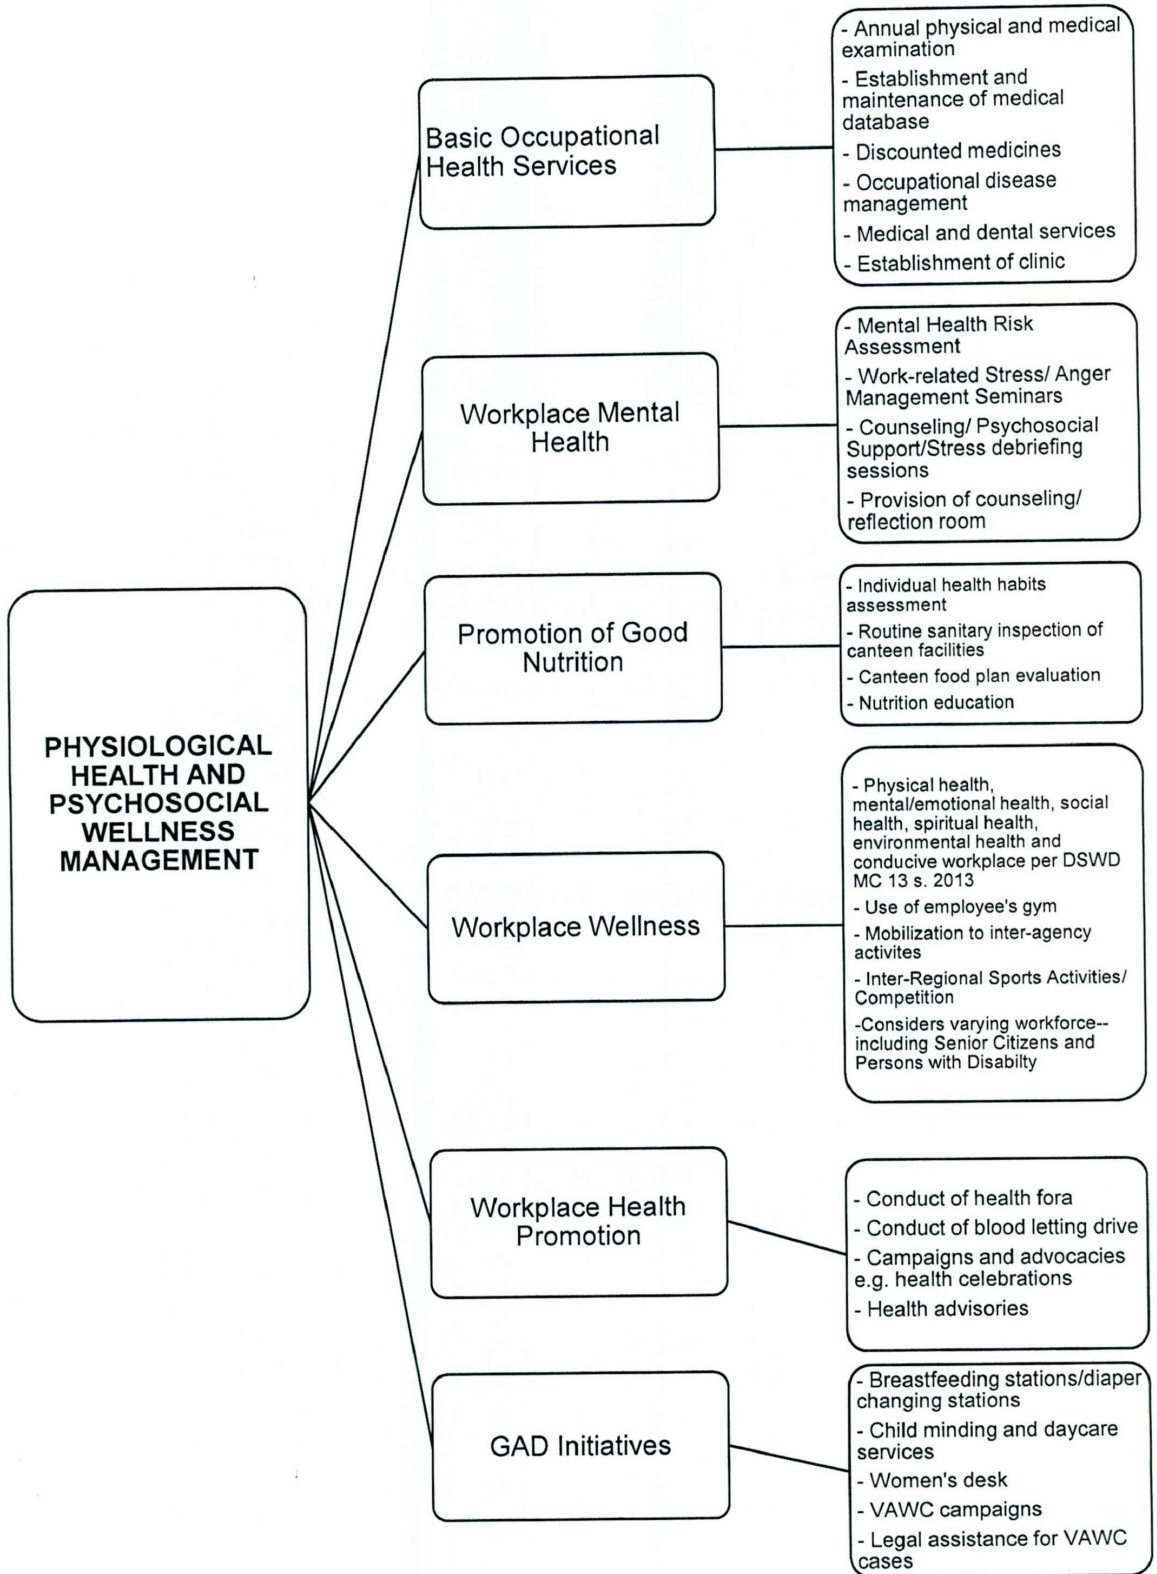 - Annual physical and medical
examination
- Establishment and
maintenance of medical
database
- Discounted medicines
- Occupational disease
management
- Medical and dental services
- Establishment of clinic
Basic Occupational
Health Services
- Mental Health Risk
Assessment
- Work-related Stress/ Anger
Management Seminars
- Counseling/ Psychosocial
Support/Stress debriefing
sessions
- Provision of counseling/
reflection room
Workplace Mental
Health
- Individual health habits
assessment
- Routine sanitary inspection of
canteen facilities
- Canteen food plan evaluation
- Nutrition education
Promotion of Good
Nutrition
PHYSIOLOGICAL
HEALTH AND
PSYCHOSOCIAL
WELLNESS
MANAGEMENT
- Physical health,
mental/emotional health, social
health, spiritual health,
environmental health and
conducive workplace per DSWD
MC 13 s. 2013
- Use of employee's gym
- Mobilization to inter-agency
activites
- Inter-Regional Sports Activities/
Competition
-Considers varying workforce--
including Senior Citizens and
Persons with Disabilty
Workplace Wellness
Workplace Health
Promotion
- Conduct of health fora
- Conduct of blood letting drive
- Campaigns and advocacies
e.g. health celebrations
- Health advisories
GAD Initiatives
- Breastfeeding stations/diaper
changing stations
- Child minding and daycare
services
- Women's desk
- VAWC campaigns
- Legal assistance for VAWC
cases